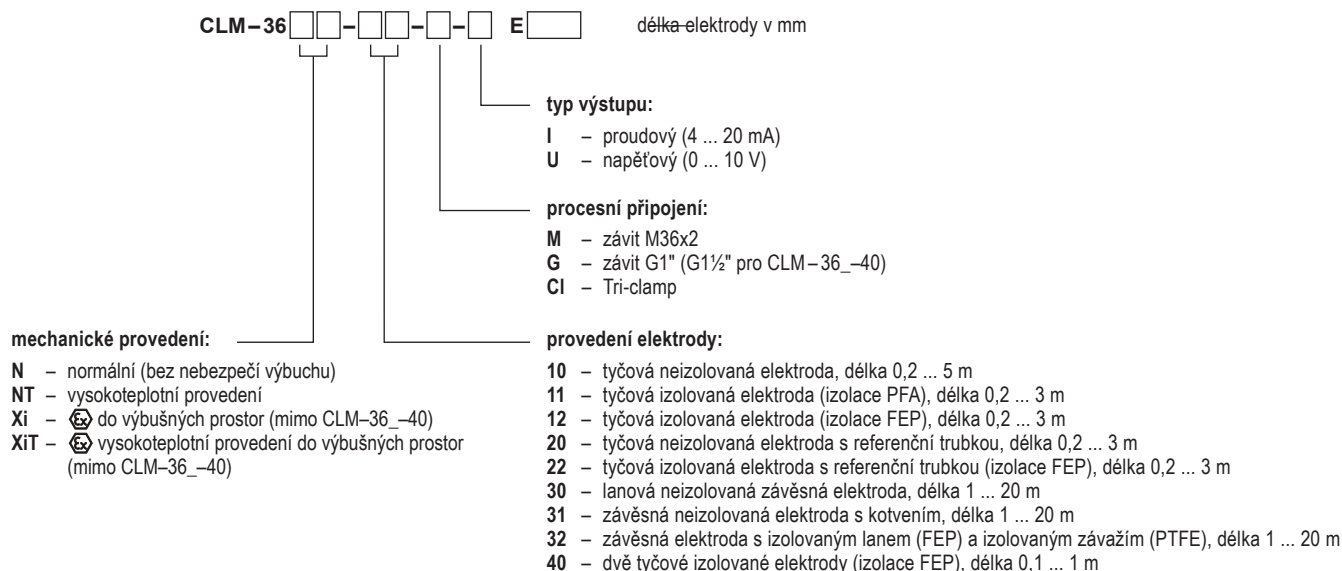 CLM–36 – – – E délka elektrody v mm
typ výstupu:
I – proudový (4 ... 20 mA)
U – napěťový (0 ... 10 V)
procesní připojení:
M – závit M36x2
G – závit G1" (G1½" pro CLM–36_–40)
Cl – Tri-clamp
mechanické provedení:
N – normální (bez nebezpečí výbuchu)
NT – vysokoteplotní provedení
Xi – Ex do výbušných prostor (mimo CLM–36_–40)
XiT – Ex vysokoteplotní provedení do výbušných prostor
(mimo CLM–36_–40)
provedení elektrody:
10 – tyčová neizolovaná elektroda, délka 0,2 ... 5 m
11 – tyčová izolovaná elektroda (izolace PFA), délka 0,2 ... 3 m
12 – tyčová izolovaná elektroda (izolace FEP), délka 0,2 ... 3 m
20 – tyčová neizolovaná elektroda s referenční trubkou, délka 0,2 ... 3 m
22 – tyčová izolovaná elektroda s referenční trubkou (izolace FEP), délka 0,2 ... 3 m
30 – lanová neizolovaná závěsná elektroda, délka 1 ... 20 m
31 – závěsná neizolovaná elektroda s kotvením, délka 1 ... 20 m
32 – závěsná elektroda s izolovaným lanem (FEP) a izolovaným závažím (PTFE), délka 1 ... 20 m
40 – dvě tyčové izolované elektrody (izolace FEP), délka 0,1 ... 1 m